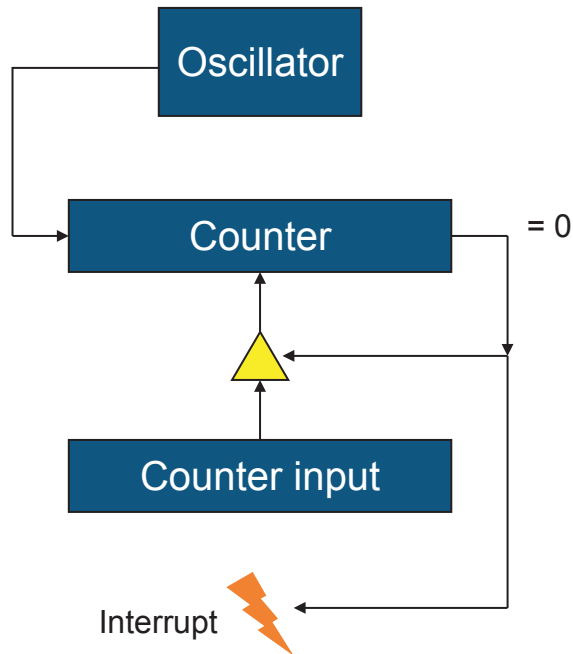 Oscillator
Counter
= 0
Counter input
Interrupt